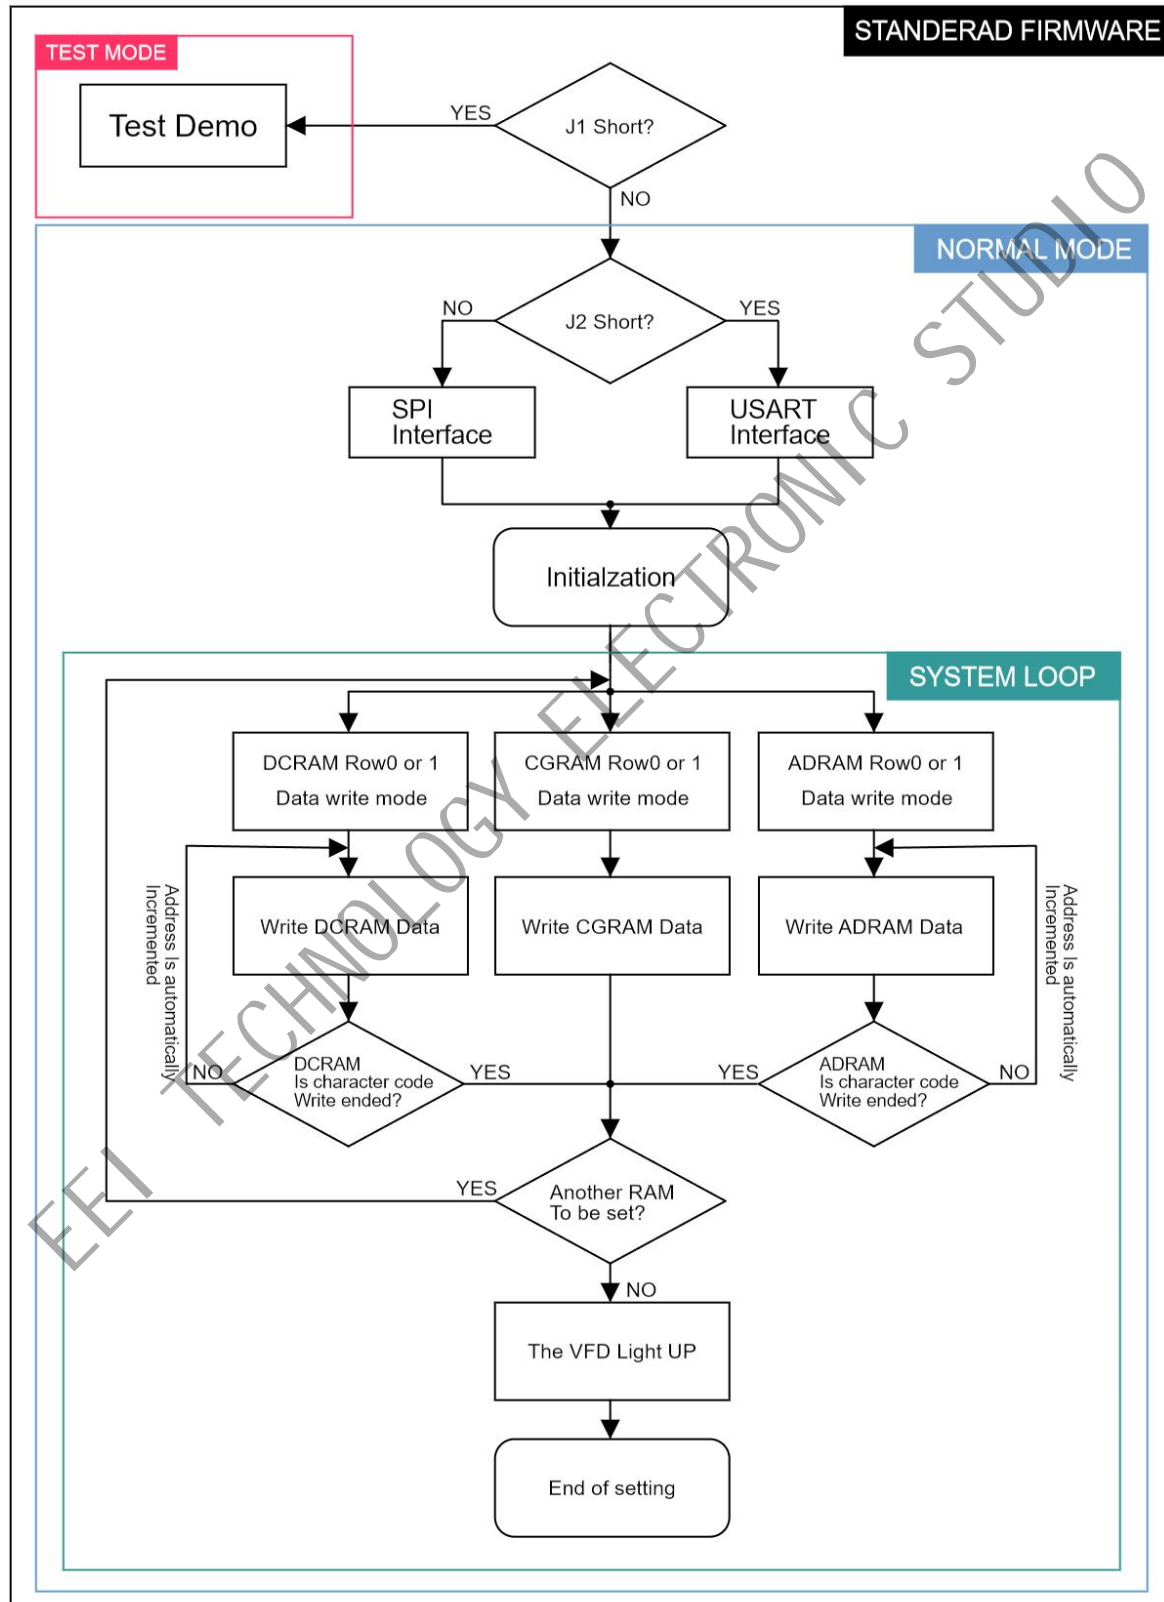 STANDERAD FIRMWARE
TEST MODE
Test Demo
YES
J1 Short?
NO
NORMAL MODE
NO
J2 Short?
YES
SPI
Interface
USART
Interface
Initialzation
SYSTEM LOOP
DCRAM Row0 or 1
Data write mode
CGRAM Row0 or 1
Data write mode
ADRAM Row0 or 1
Data write mode
Address Is automatically
Incremented
Write DCRAM Data
Write CGRAM Data
Write ADRAM Data
Address Is automatically
Incremented
NO
DCRAM
Is character code
Write ended?
YES
YES
ADRAM
Is character code
Write ended?
NO
YES
Another RAM
To be set?
NO
The VFD Light UP
End of setting
EEI TECHNOLOGY ELECTRONIC STUDIO